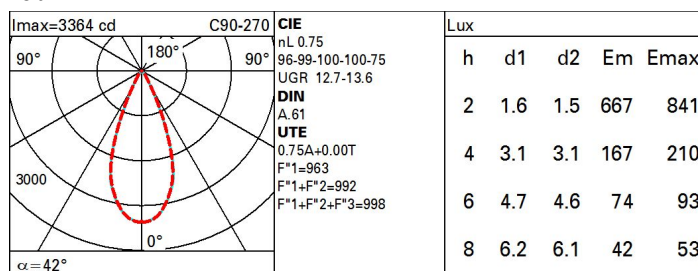 Imax=3364 cd C90-270
90° 180° 90°
3000
0°
α=42°
CIE
nL 0.75
96-99-100-100-75
UGR 12.7-13.6
DIN
A.61
UTE
0.75A+0.00T
F"1=963
F"1+F"2=992
F"1+F"2+F"3=998
Lux
h d1 d2 Em Emax
2 1.6 1.5 667 841
4 3.1 3.1 167 210
6 4.7 4.6 74 93
8 6.2 6.1 42 53